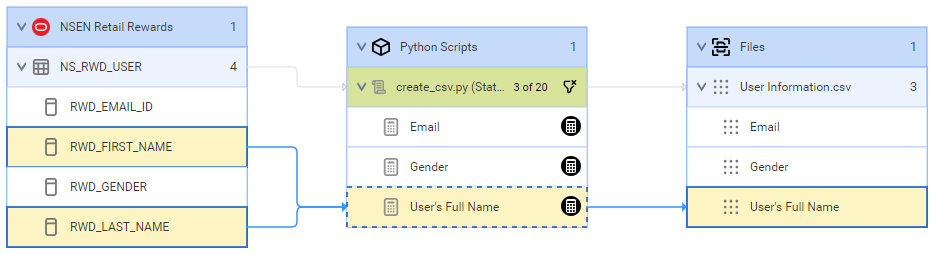 NSEN Retail Rewards 1
NS_RWD_USER 4
RWD_EMAIL_ID
RWD_FIRST_NAME
RWD_GENDER
RWD_LAST_NAME
Python Scripts 1
create_csv.py (Stat... 3 of 20
Email
Gender
User's Full Name
Files 1
User Information.csv 3
Email
Gender
User's Full Name